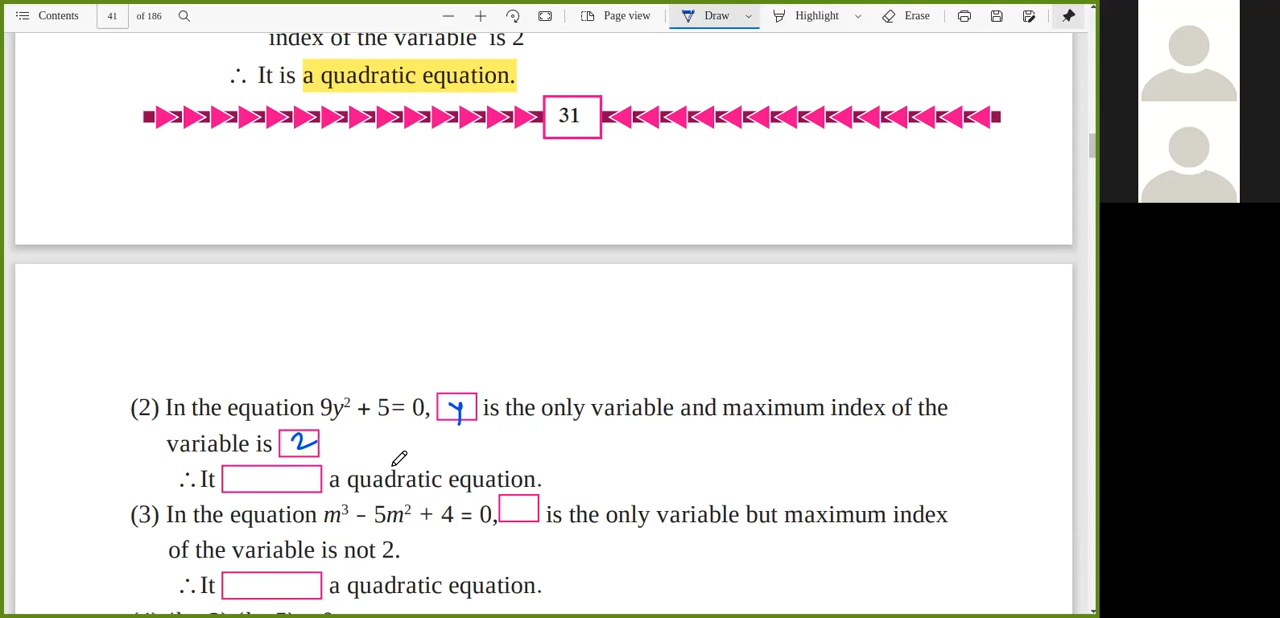 Contents 41 of 186 Page view Draw Highlight Erase
index of the variable is 2
∴ It is a quadratic equation.
31
(2) In the equation 9y² + 5= 0, y is the only variable and maximum index of the
variable is 2
∴ It a quadratic equation.
(3) In the equation m³ – 5m² + 4 = 0, is the only variable but maximum index
of the variable is not 2.
∴ It a quadratic equation.